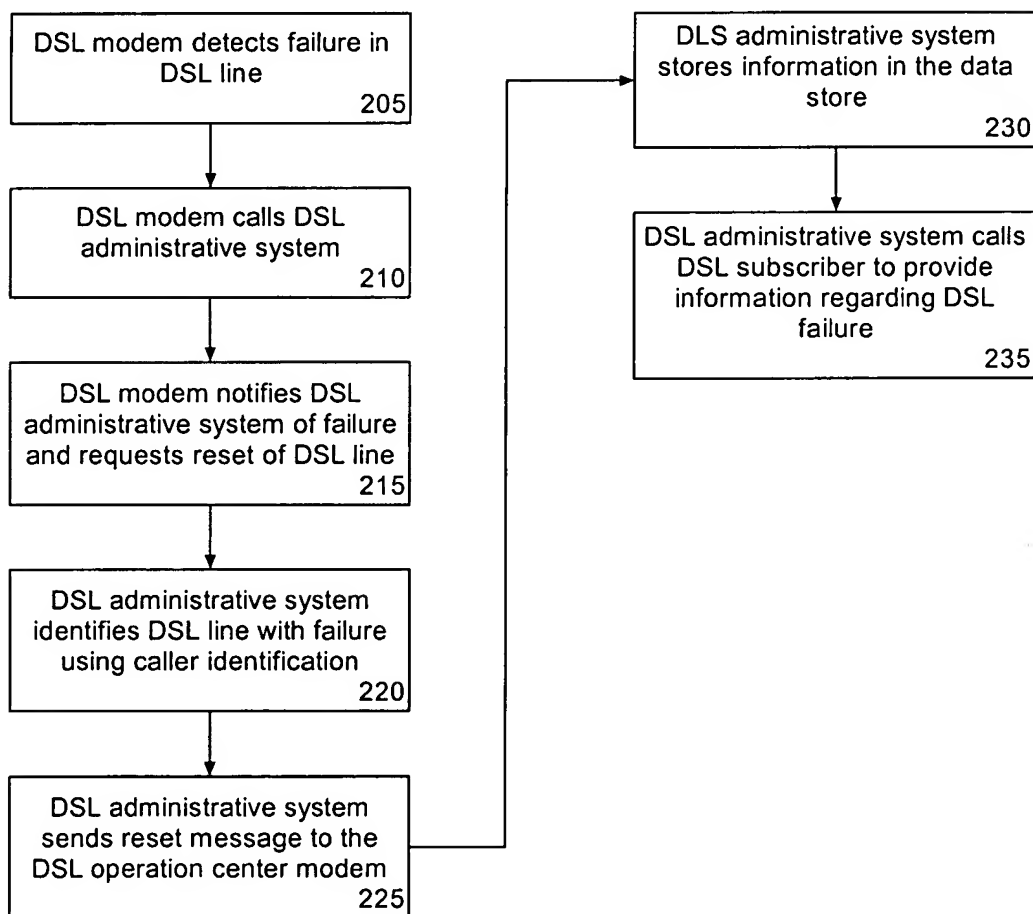 DSL modem detects failure in
DSL line
205
DSL modem calls DSL
administrative system
210
DSL modem notifies DSL
administrative system of failure
and requests reset of DSL line
215
DSL administrative system
identifies DSL line with failure
using caller identification
220
DSL administrative system
sends reset message to the
DSL operation center modem
225
DLS administrative system
stores information in the data
store
230
DSL administrative system calls
DSL subscriber to provide
information regarding DSL
failure
235